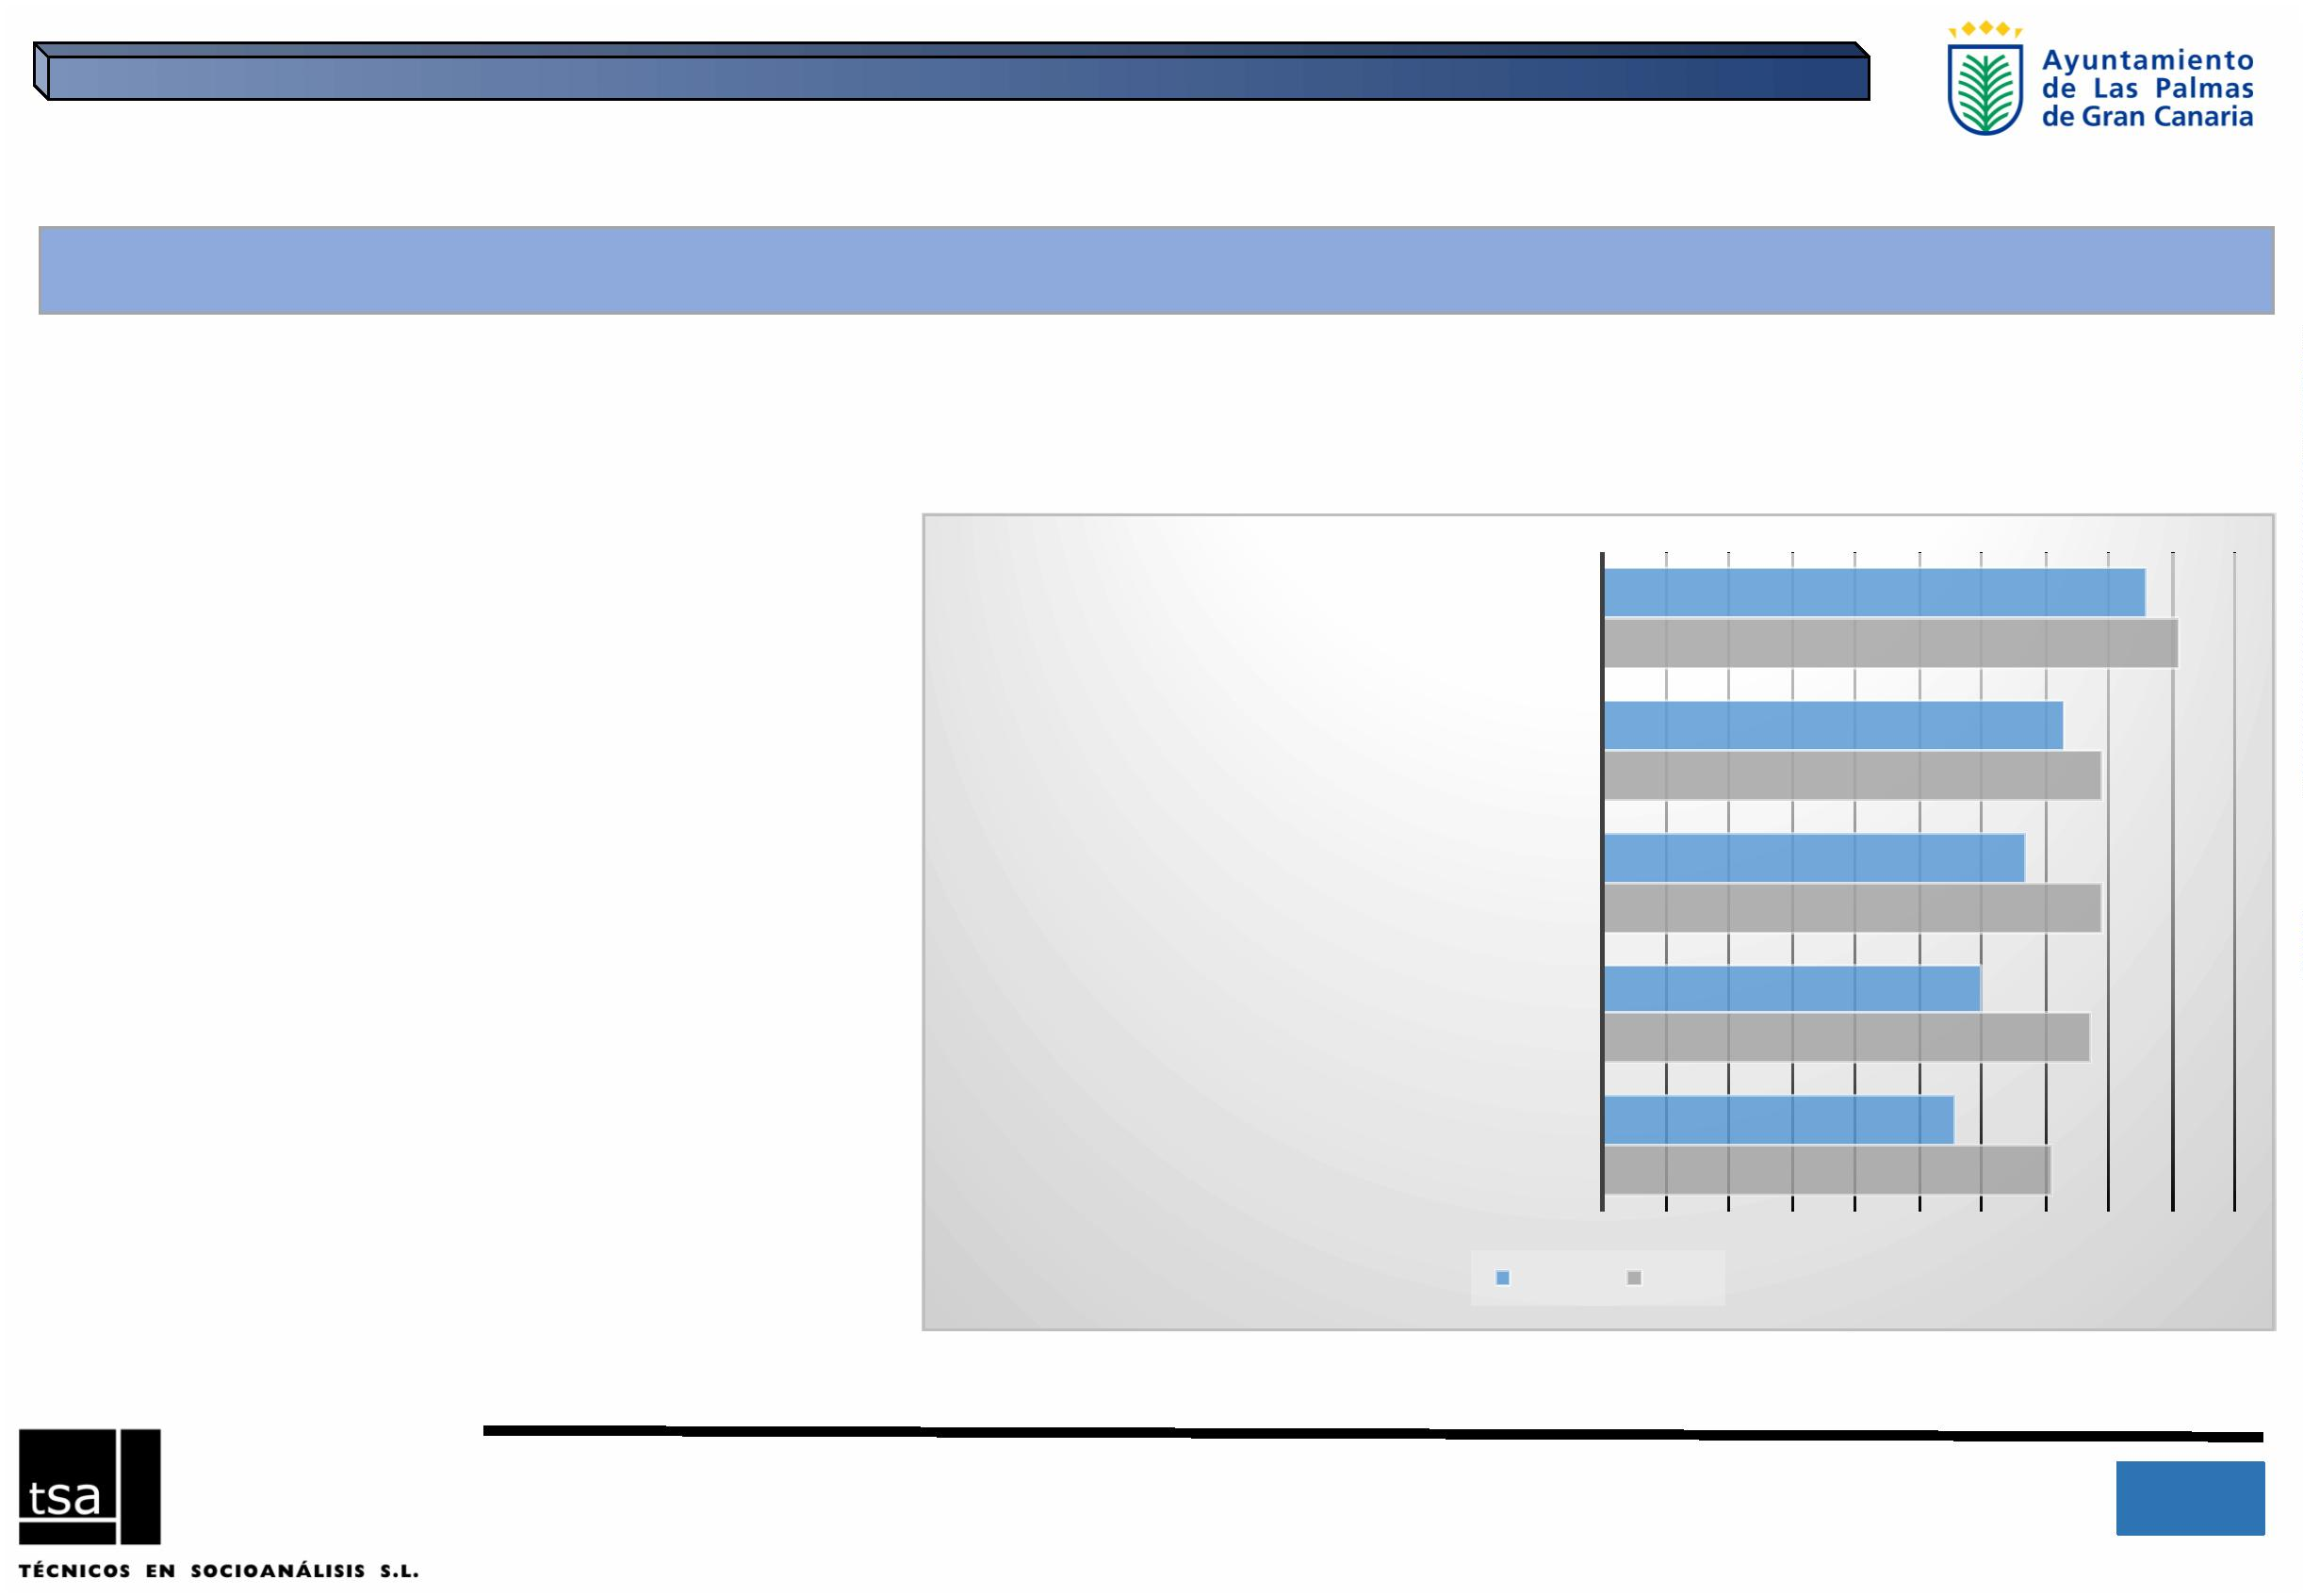 Ayuntamiento
de Las Palmas
de Gran Canaria
tsa
TÉCNICOS EN SOCIOANÁLISIS S.L.